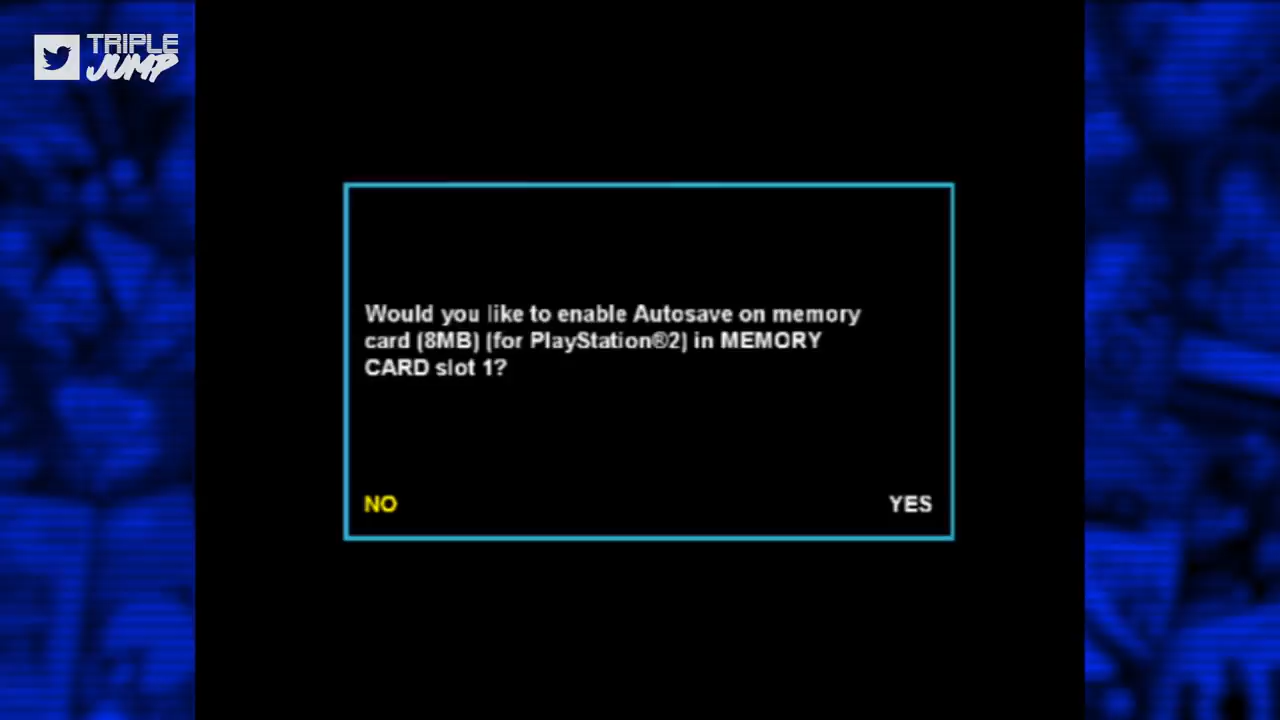 TRIPLE
JUMP
Would you like to enable Autosave on memory
card (8MB) (for PlayStation®2) in MEMORY
CARD slot 1?
NO YES